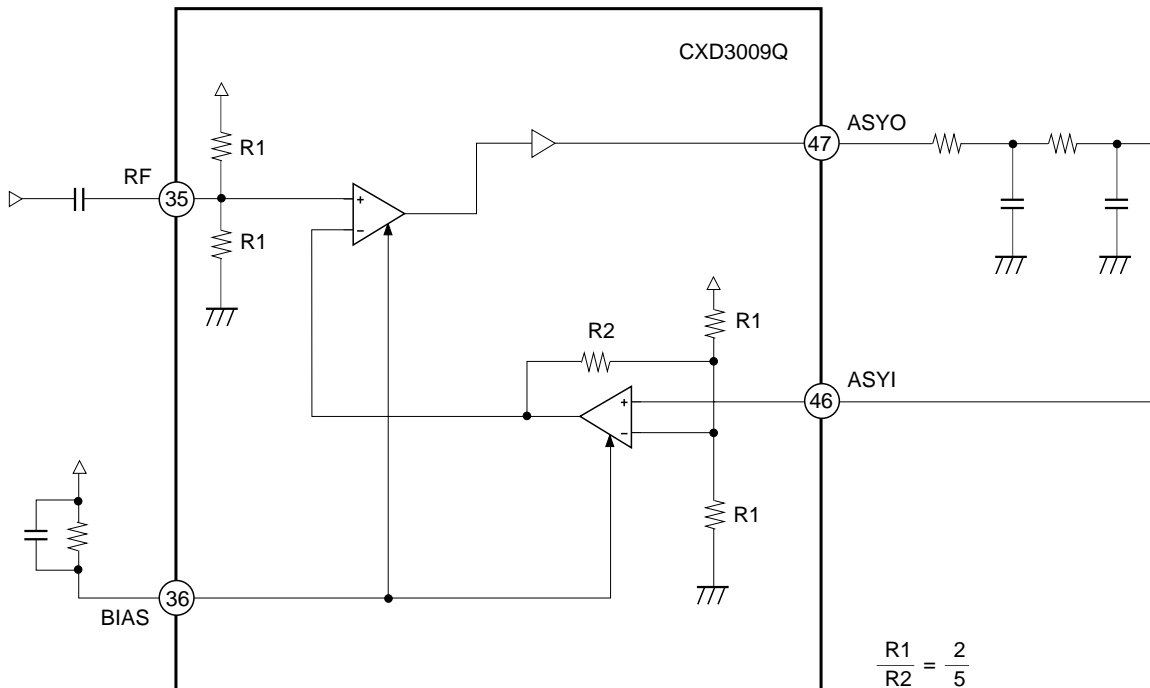 CXD3009Q
ASYO
47
R1
RF
35
+
–
R1
R1
R2
ASYI
46
+
–
R1
BIAS
36
R1
R2
=
2
5